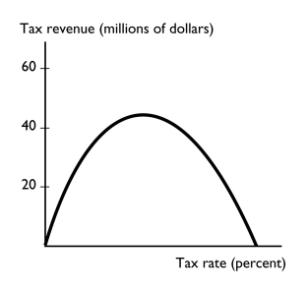 Tax revenue (millions of dollars)
60
40
20
Tax rate (percent)